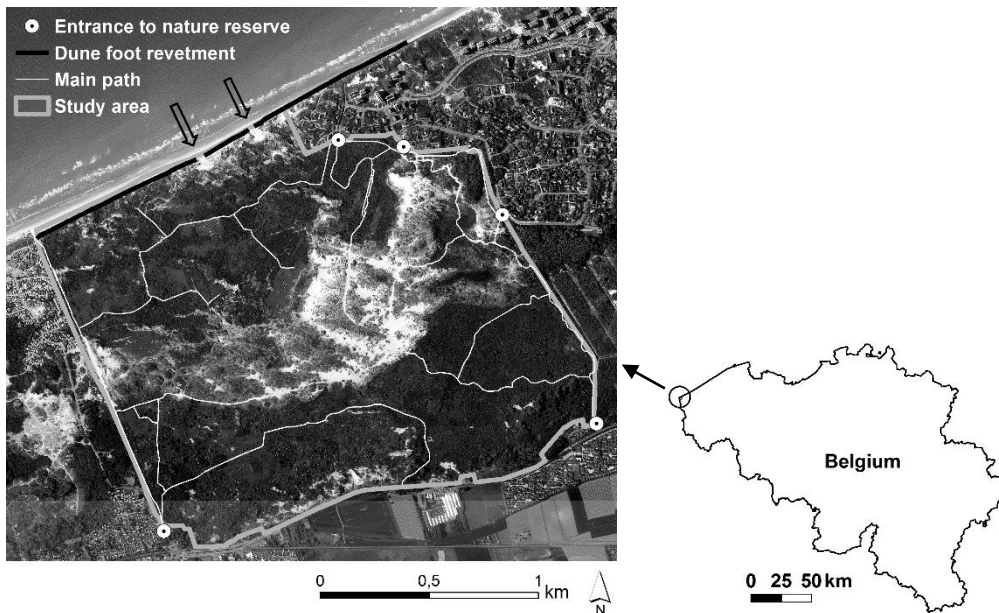 Entrance to nature reserve
Dune foot revetment
Main path
Study area
Belgium
0 0,5 1
km
N
0 25 50 km